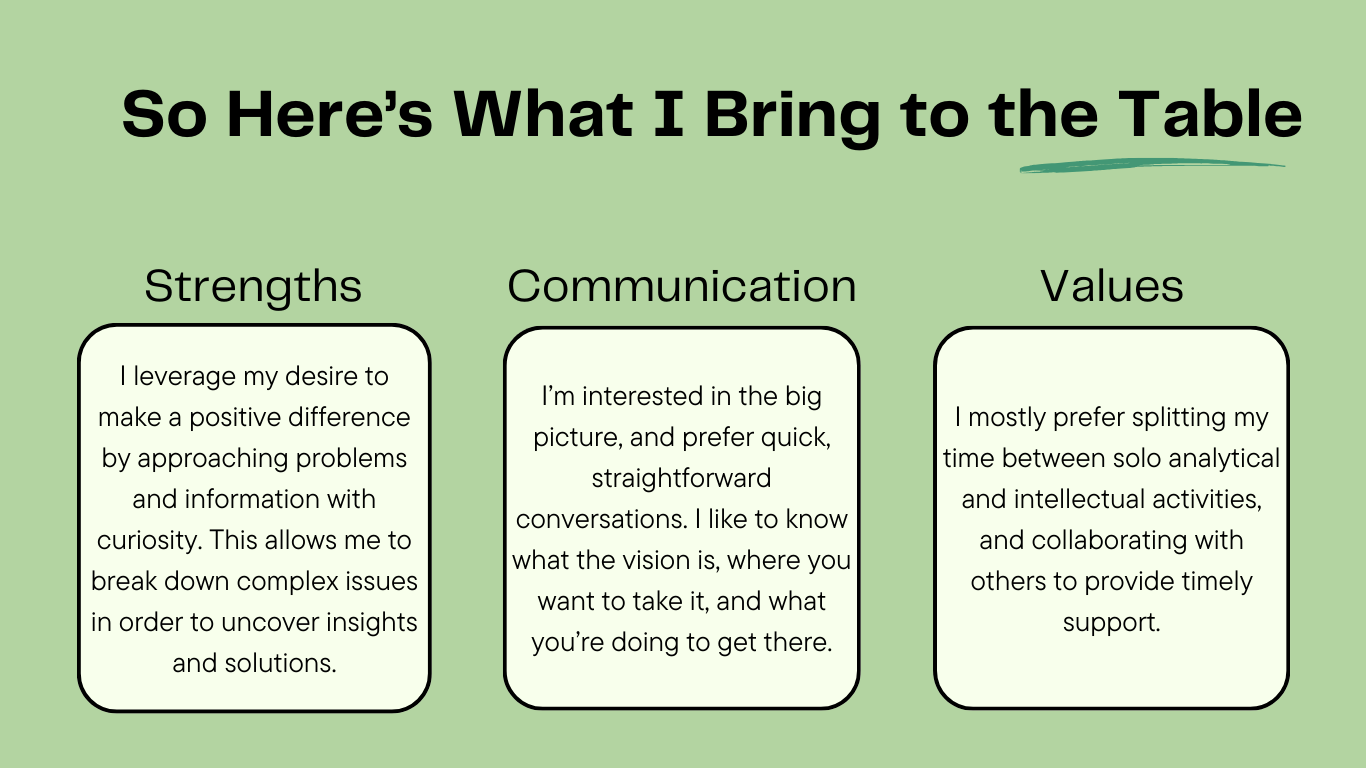 So Here’s What I Bring to the Table
Strengths
I leverage my desire to
make a positive difference
by approaching problems
and information with
curiosity. This allows me to
break down complex issues
in order to uncover insights
and solutions.
Communication
I’m interested in the big
picture, and prefer quick,
straightforward
conversations. I like to know
what the vision is, where you
want to take it, and what
you’re doing to get there.
Values
I mostly prefer splitting my
time between solo analytical
and intellectual activities,
and collaborating with
others to provide timely
support.